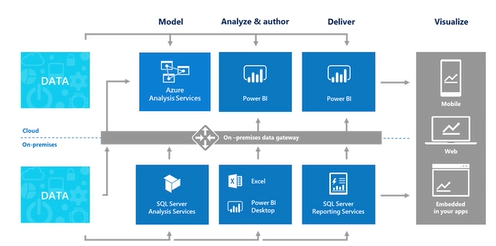 Model
Analyze & author
Deliver
Visualize
DATA
Azure
Analysis Services
Power BI
Power BI
Mobile
Cloud
On-premises
On –premises data gateway
Web
DATA
SQL Server
Analysis Services
Excel
Power BI
Desktop
SQL Server
Reporting Services
Embedded
in your apps